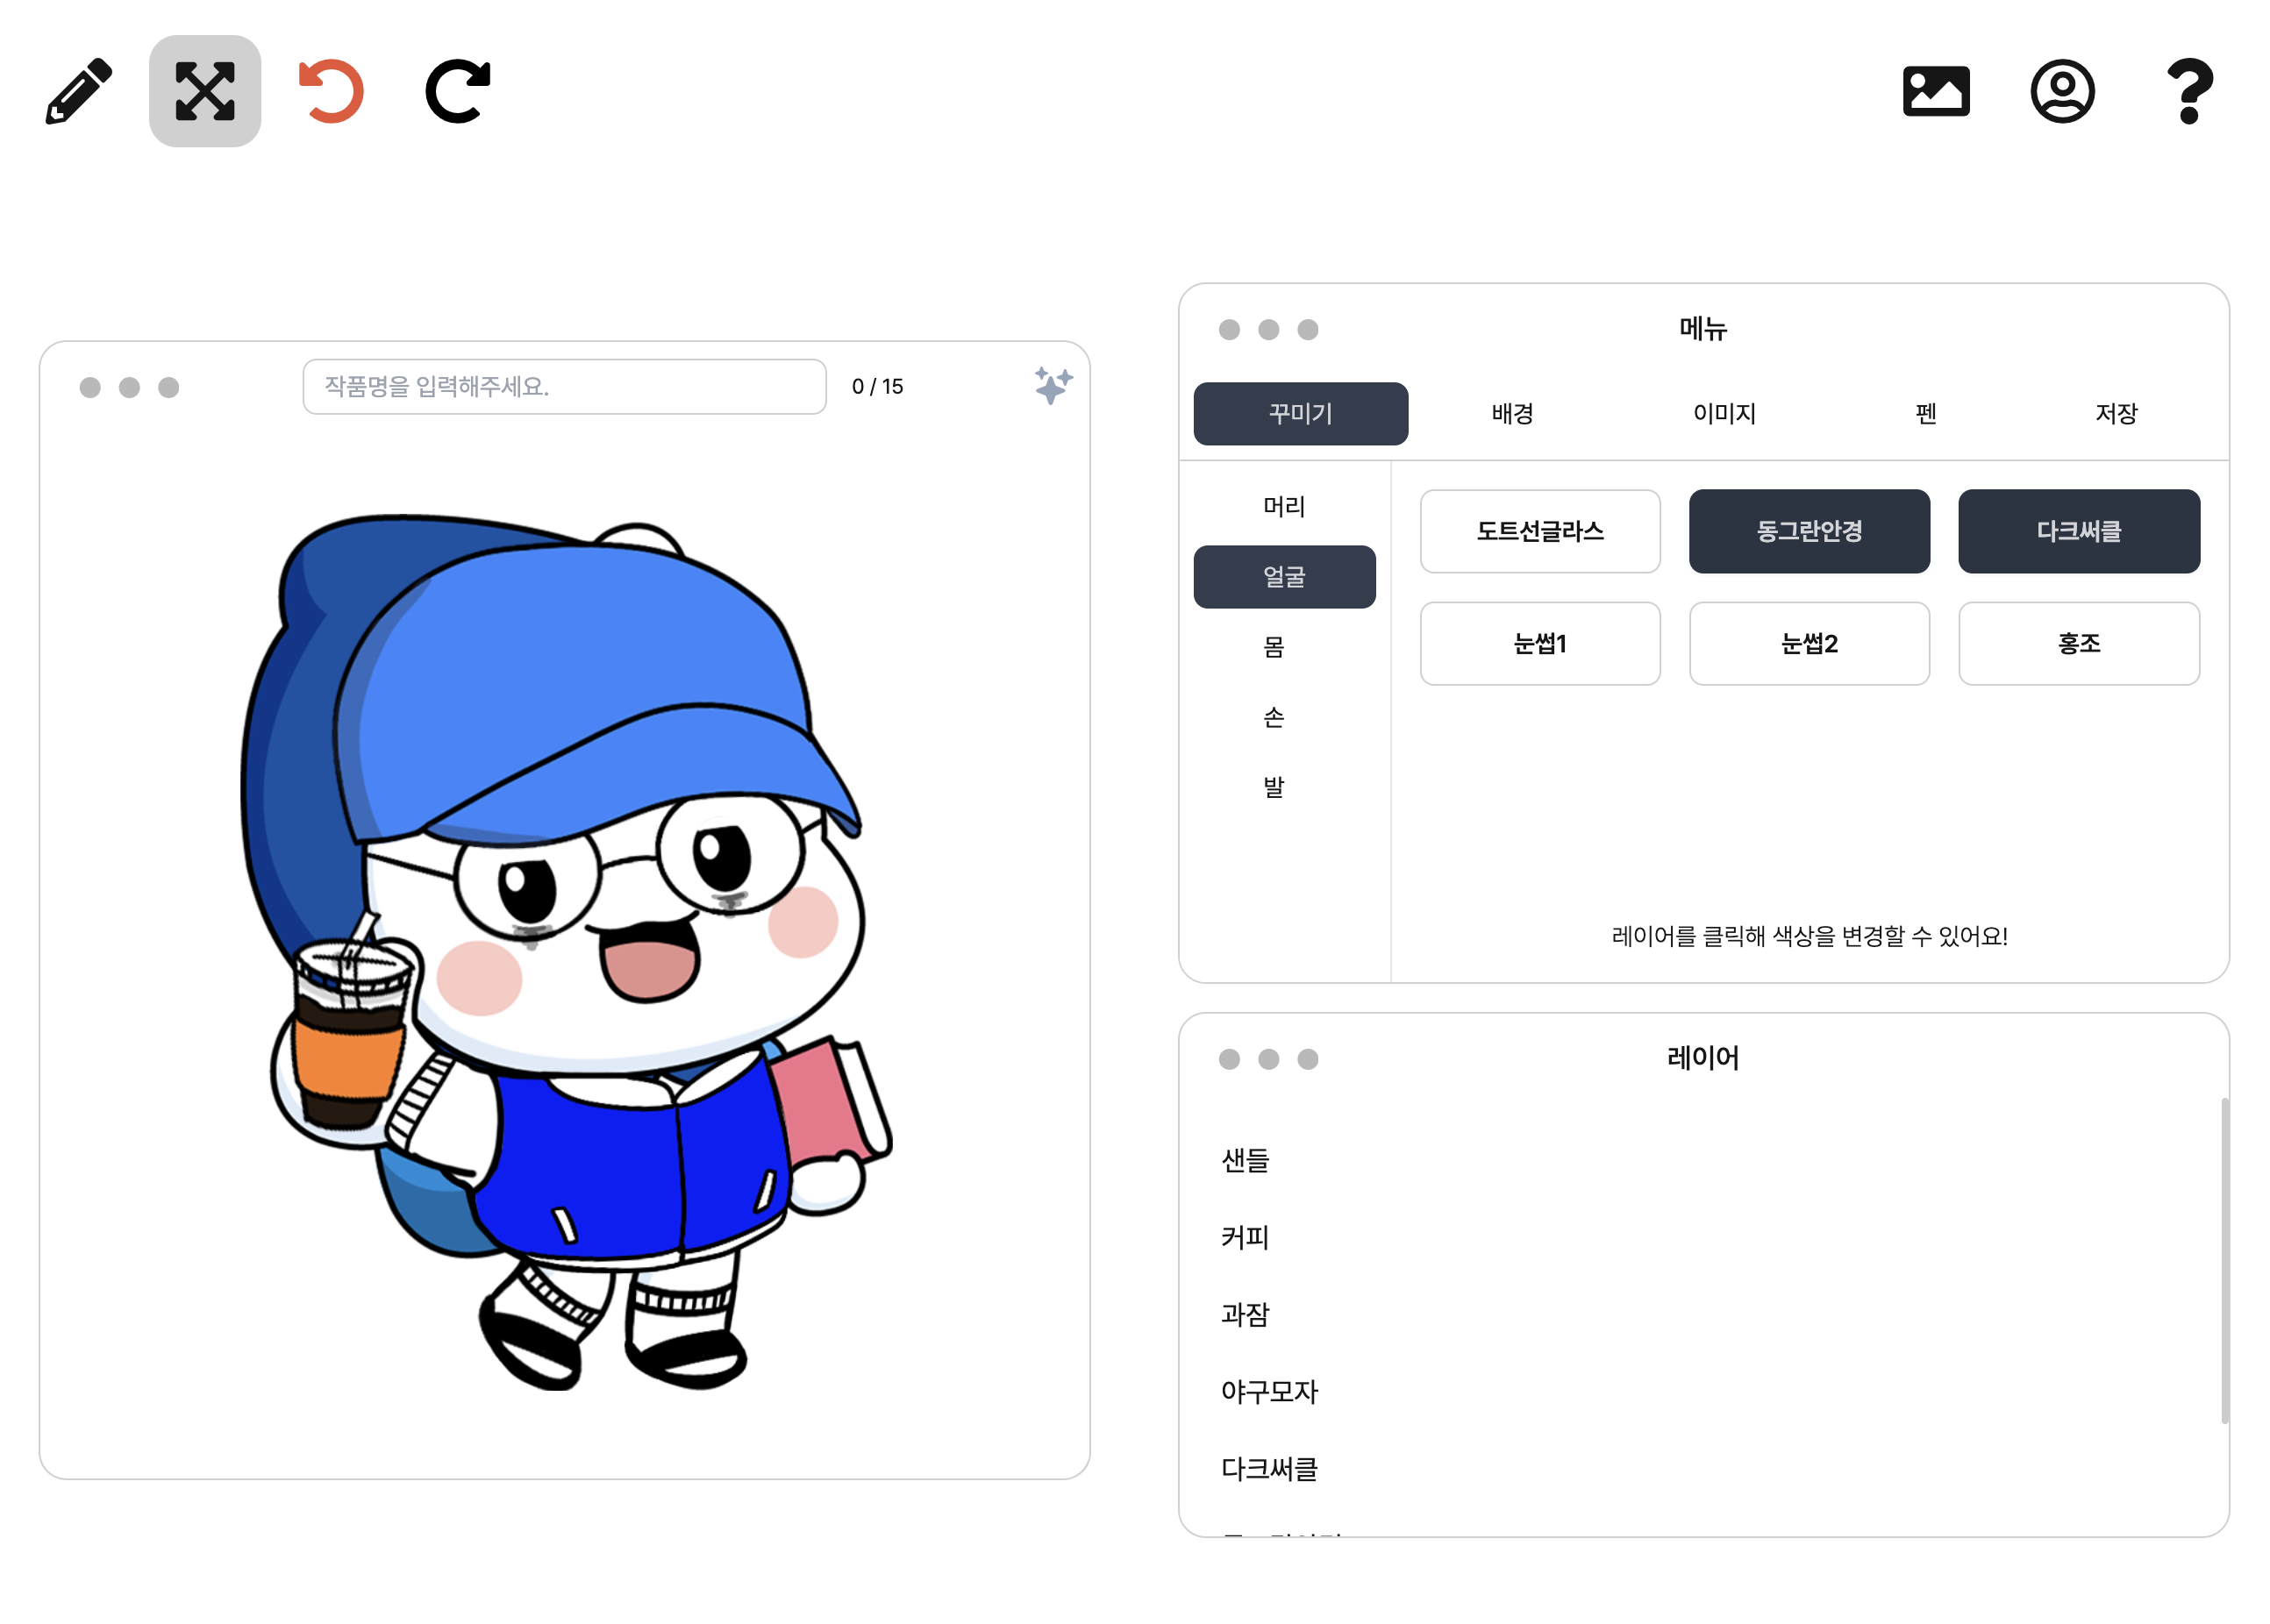 작품명을 입력해주세요.
0 / 15
메뉴
꾸미기 배경 이미지 펜 저장
머리
얼굴
몸
손
발
도트선글라스 동그란안경 다크써클
눈썹1 눈썹2 홍조
레이어를 클릭해 색상을 변경할 수 있어요!
레이어
샌들
커피
과잠
야구모자
다크써클